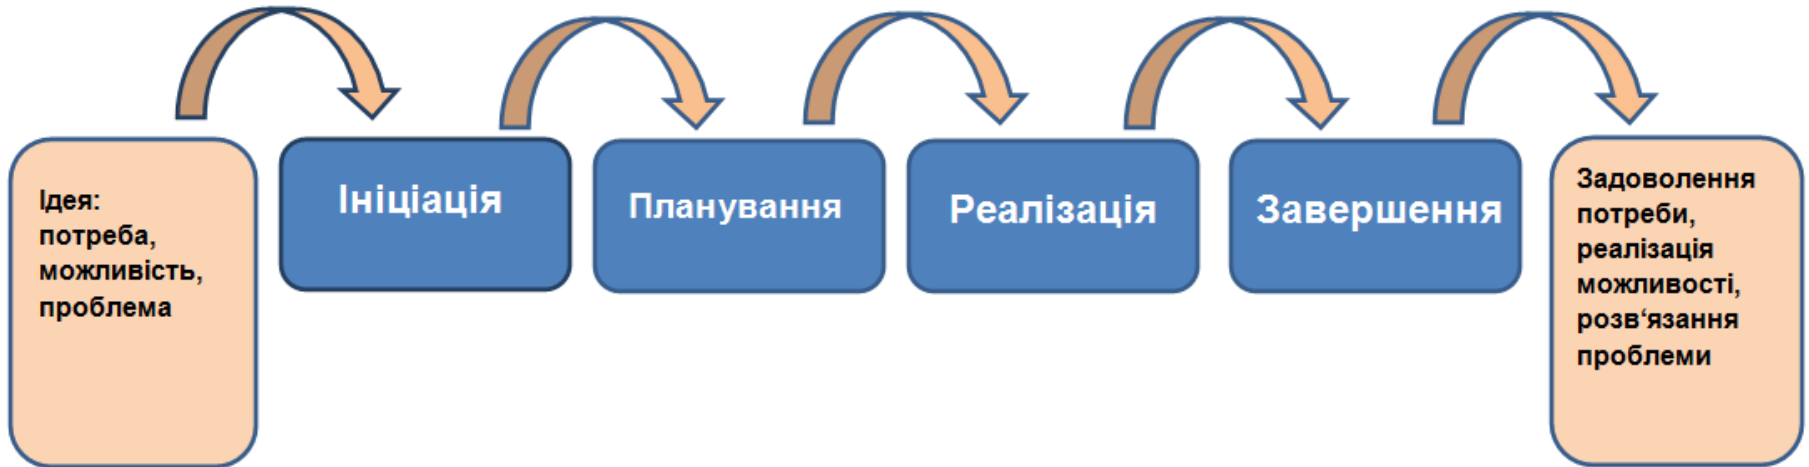 Ідея:
потреба,
можливість,
проблема
Ініціація
Планування
Реалізація
Завершення
Задоволення
потреби,
реалізація
можливості,
розв‘язання
проблеми